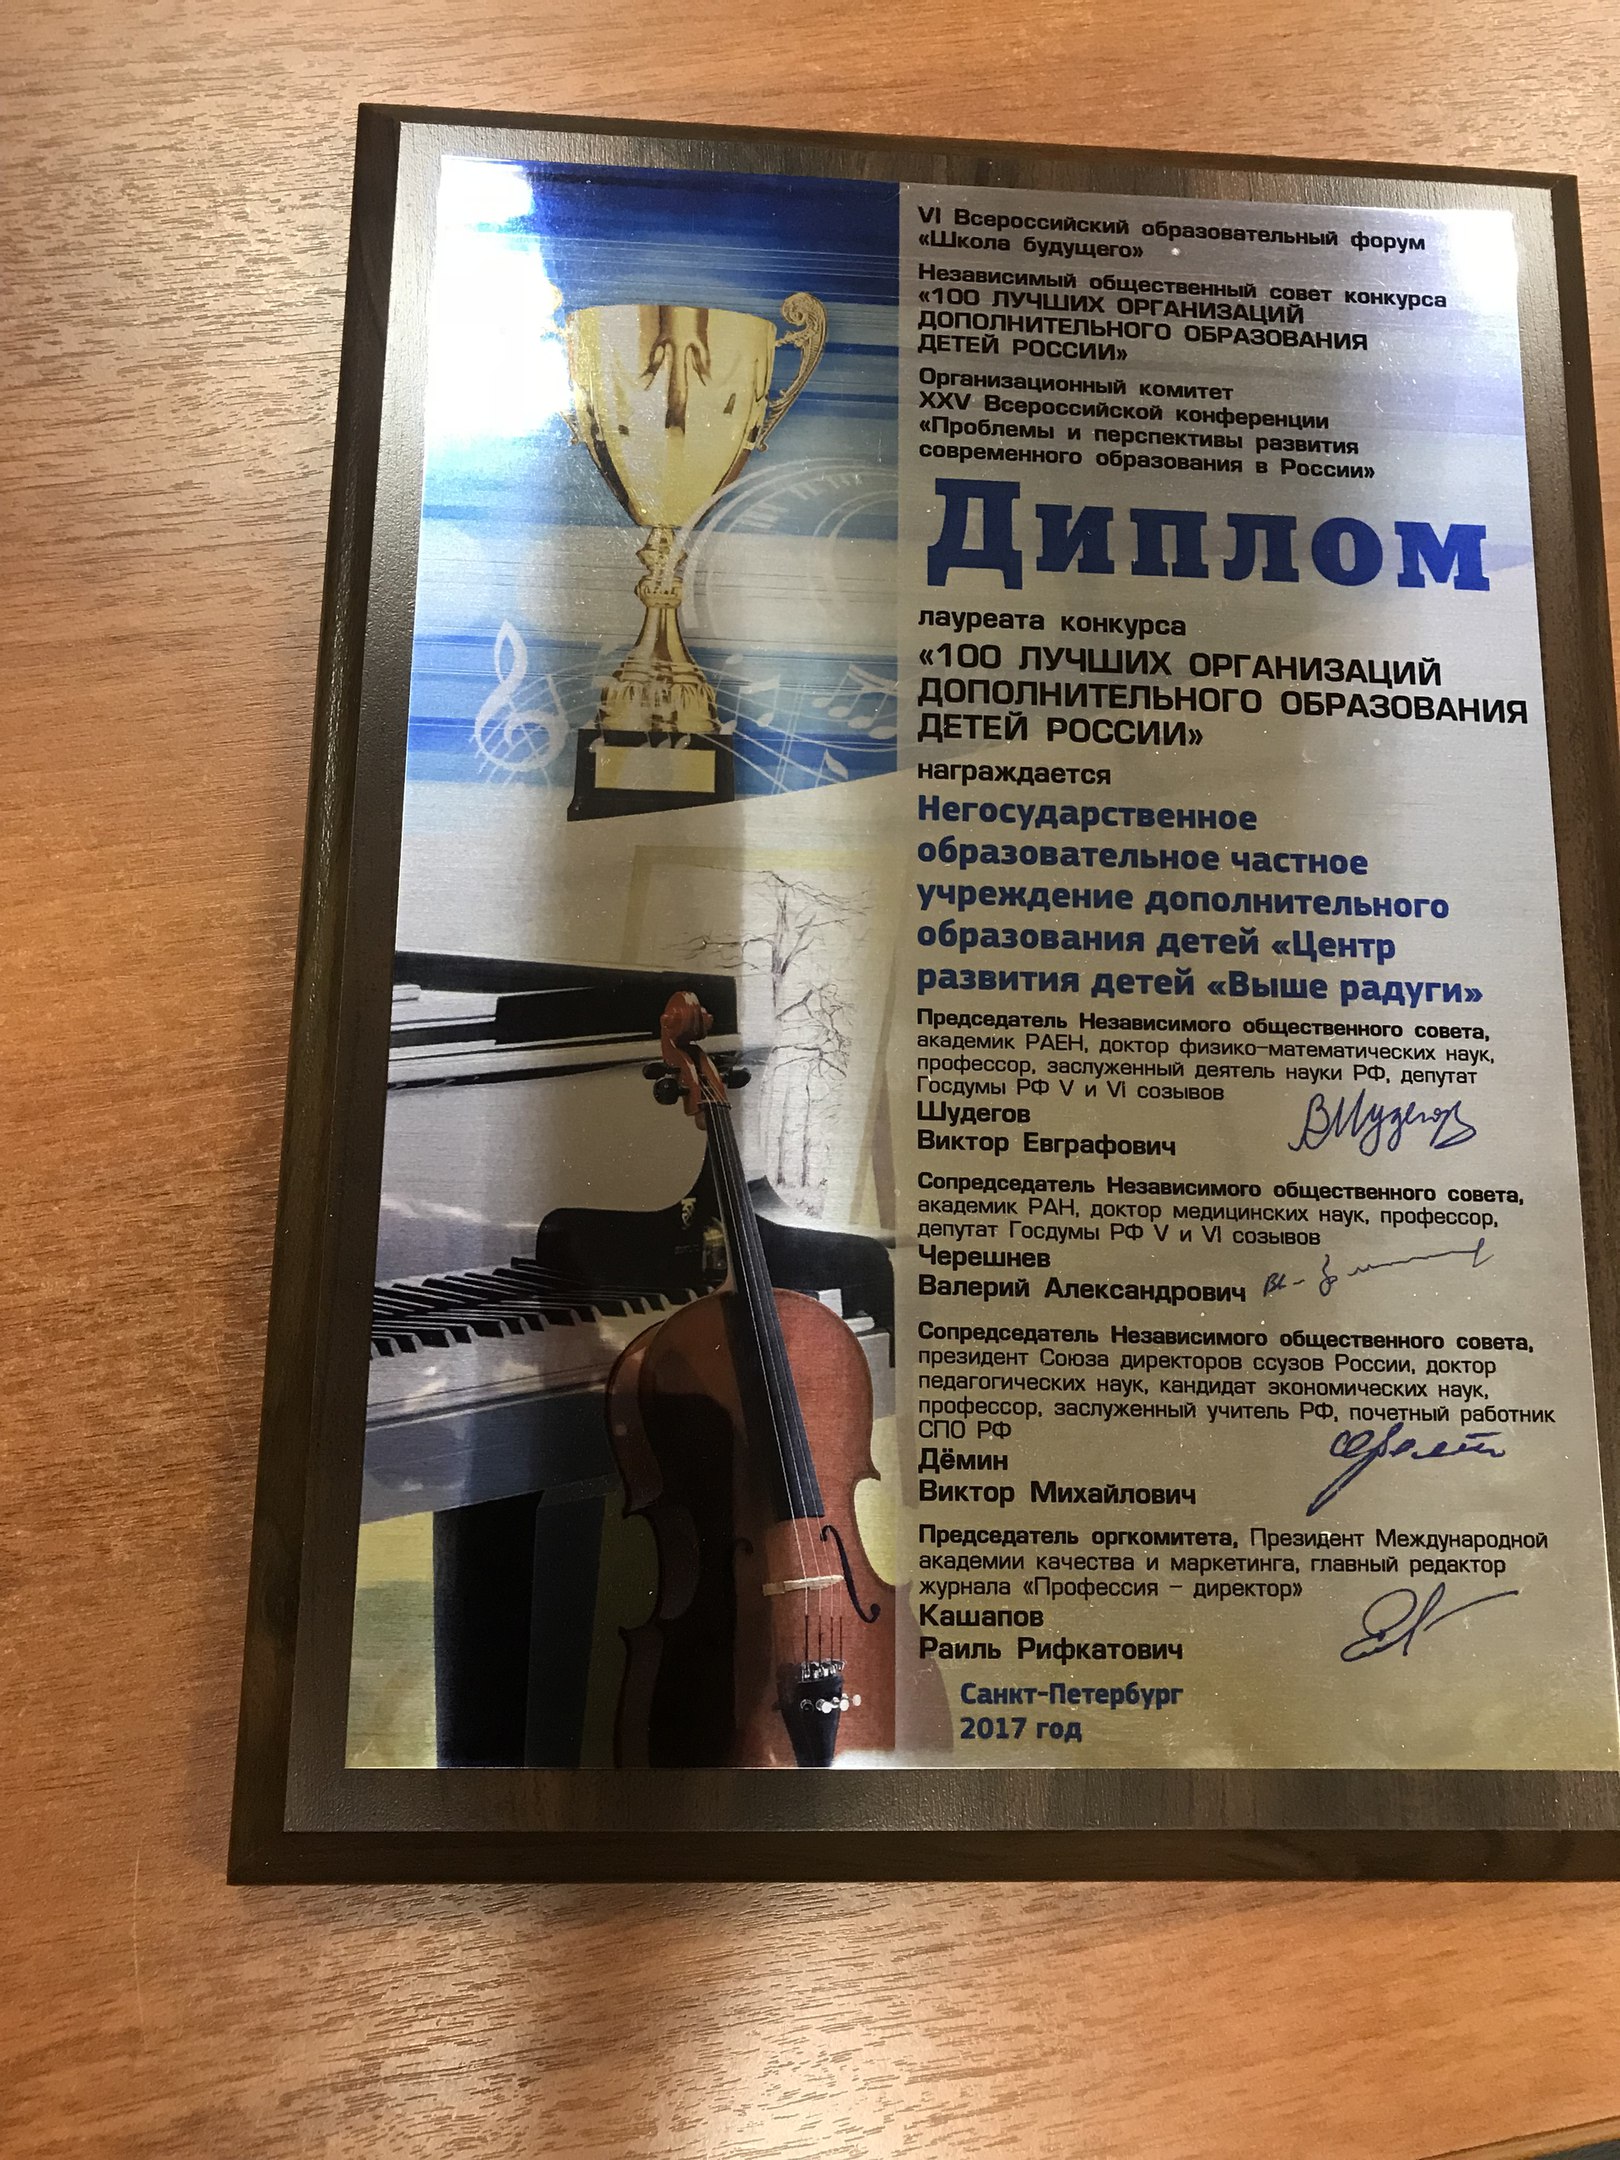 VI Всероссийский образовательный форум
«Школа будущего»
Независимый общественный совет конкурса
«100 ЛУЧШИХ ОРГАНИЗАЦИЙ
ДОПОЛНИТЕЛЬНОГО ОБРАЗОВАНИЯ
ДЕТЕЙ РОССИИ»
Организационный комитет
XXV Всероссийской конференции
«Проблемы и перспективы развития
современного образования в России»
Диплом
лауреата конкурса
«100 ЛУЧШИХ ОРГАНИЗАЦИЙ
ДОПОЛНИТЕЛЬНОГО ОБРАЗОВАНИЯ
ДЕТЕЙ РОССИИ»
награждается
Негосударственное
образовательное частное
учреждение дополнительного
образования детей «Центр
развития детей «Выше радуги»
Председатель Независимого общественного совета,
академик РАЕН, доктор физико-математических наук,
профессор, заслуженный деятель науки РФ, депутат
Госдумы РФ V и VI созывов
Шудегов
Виктор Евграфович
Сопредседатель Независимого общественного совета,
академик РАН, доктор медицинских наук, профессор,
депутат Госдумы РФ V и VI созывов
Черешнев
Валерий Александрович
Сопредседатель Независимого общественного совета,
президент Союза директоров ссузов России, доктор
педагогических наук, кандидат экономических наук,
профессор, заслуженный учитель РФ, почетный работник
СПО РФ
Дёмин
Виктор Михайлович
Председатель оргкомитета, Президент Международной
академии качества и маркетинга, главный редактор
журнала «Профессия – директор»
Кашапов
Раиль Рифкатович
Санкт-Петербург
2017 год